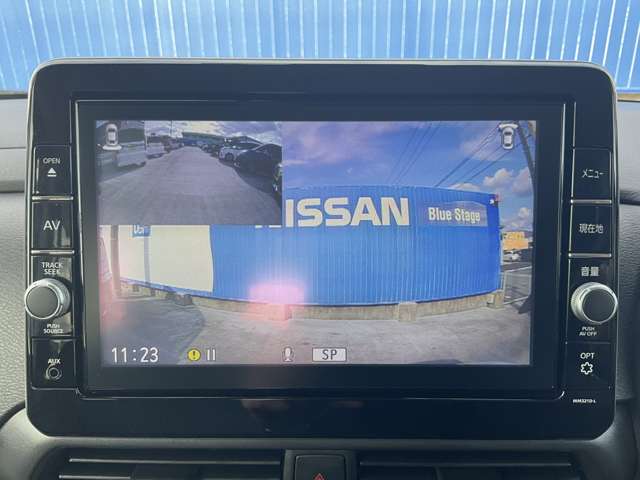 OPEN
AV
TRACK
SEEK
PUSH
SOURCE
AUX
NISSAN
Blue Stage
11:23
SP
メニュー
現在地
音量
PUSH
AV OFF
OPT
MM321D-L